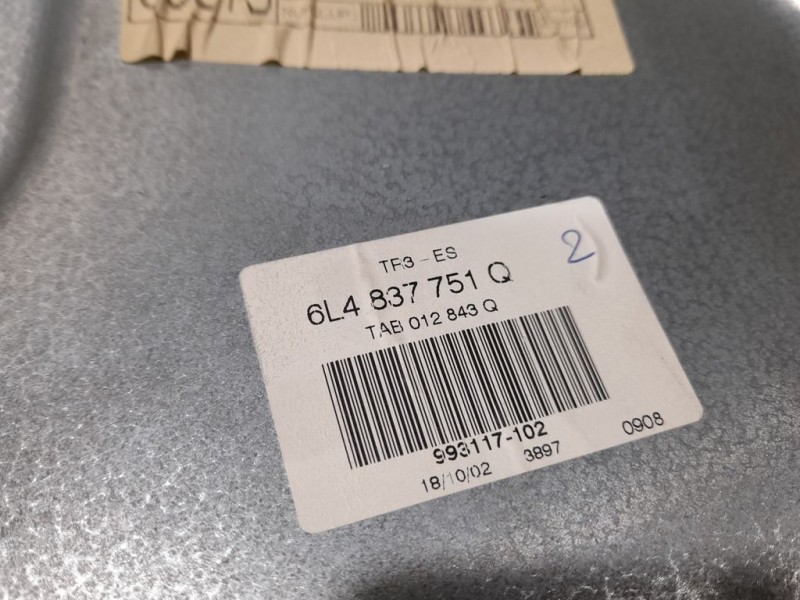 TF3 - ES
2
6L4 837 751 Q
TAB 012 843 Q
993117-102
18/10/02 3897 0908